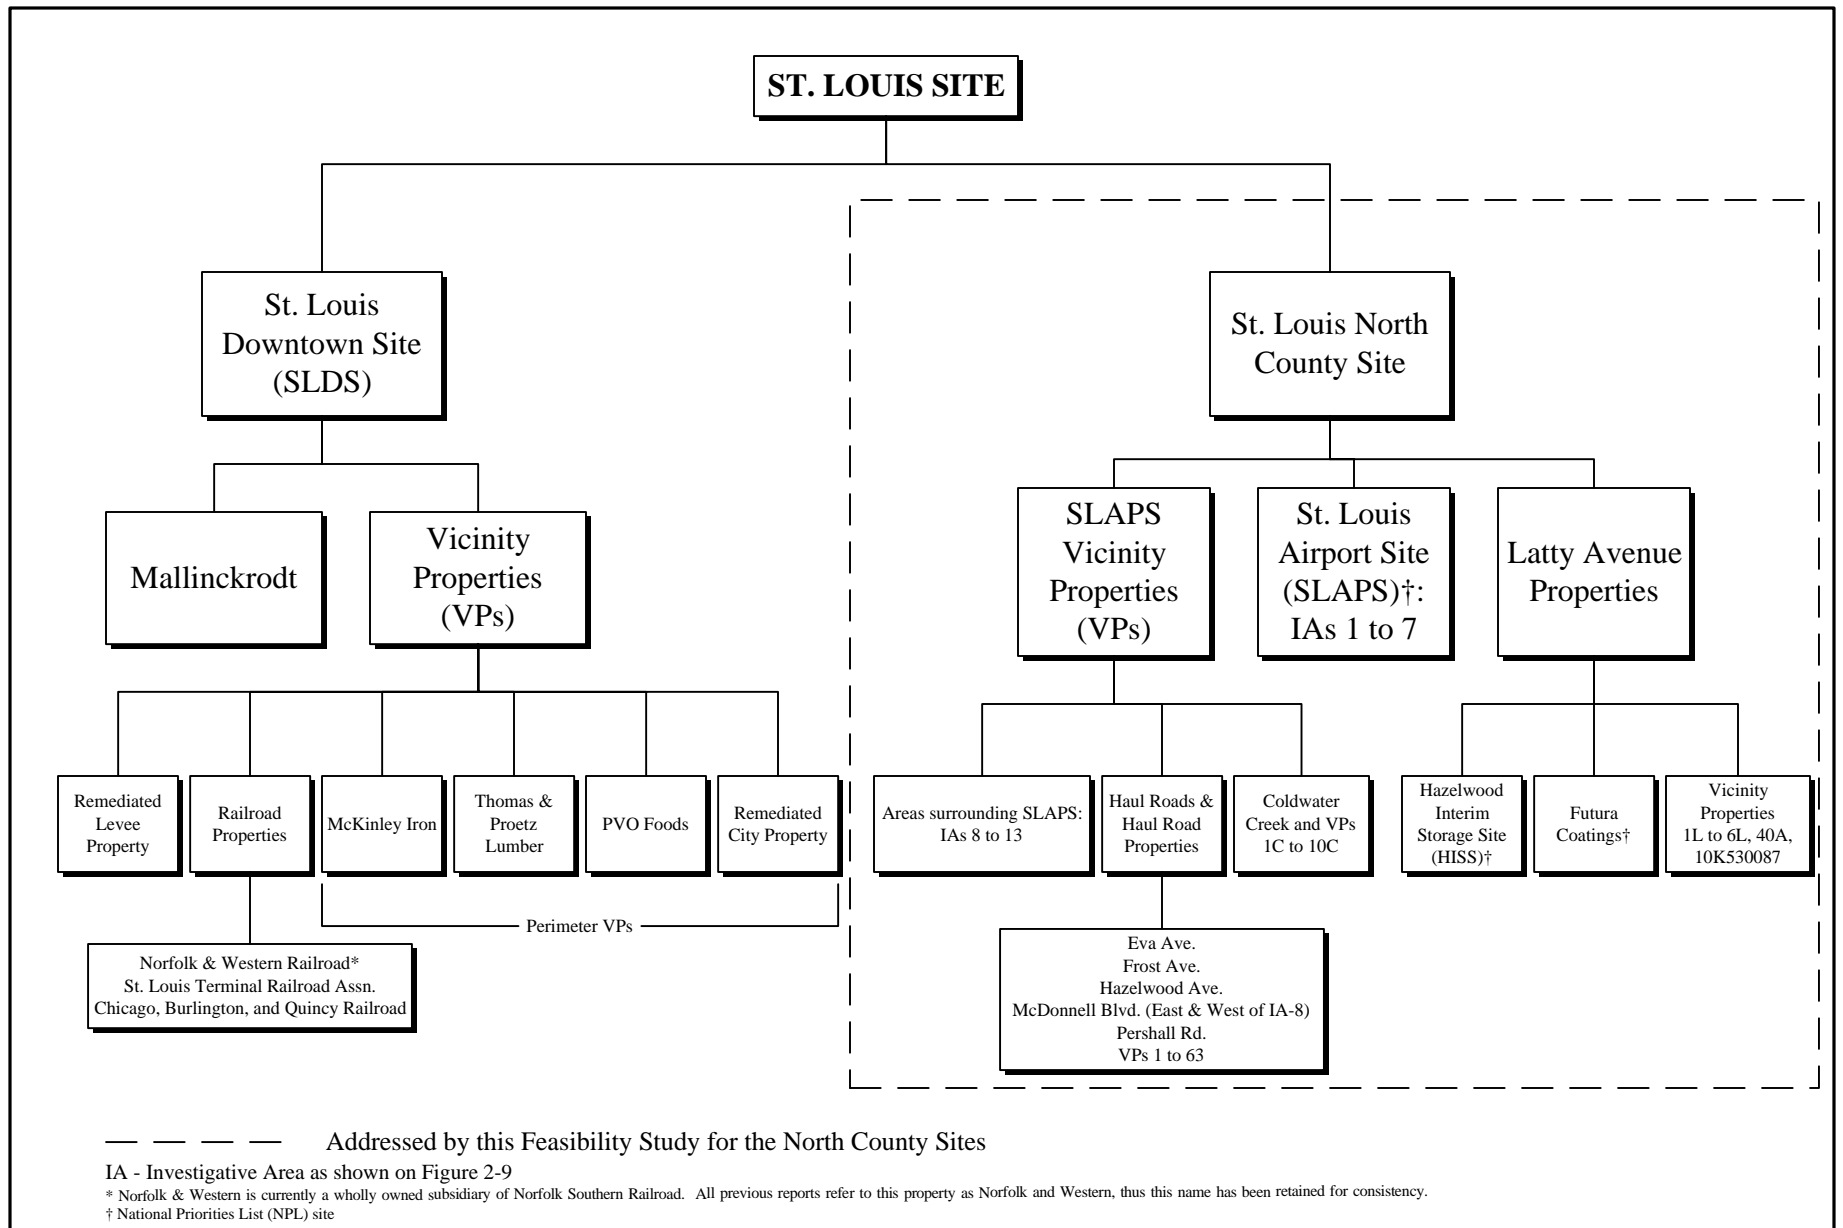 ST. LOUIS SITE
St. Louis
Downtown Site
(SLDS)
St. Louis North
County Site
Mallinckrodt
Vicinity
Properties
(VPs)
SLAPS
Vicinity
Properties
(VPs)
St. Louis
Airport Site
(SLAPS)†:
IAs 1 to 7
Latty Avenue
Properties
Remediated
Levee
Property
Railroad
Properties
McKinley Iron
Thomas &
Proetz
Lumber
PVO Foods
Remediated
City Property
Areas surrounding SLAPS:
IAs 8 to 13
Haul Roads &
Haul Road
Properties
Coldwater
Creek and VPs
1C to 10C
Hazelwood
Interim
Storage Site
(HISS)†
Futura
Coatings†
Vicinity
Properties
1L to 6L, 40A,
10K530087
Perimeter VPs
Norfolk & Western Railroad*
St. Louis Terminal Railroad Assn.
Chicago, Burlington, and Quincy Railroad
Eva Ave.
Frost Ave.
Hazelwood Ave.
McDonnell Blvd. (East & West of IA-8)
Pershall Rd.
VPs 1 to 63
Addressed by this Feasibility Study for the North County Sites
IA - Investigative Area as shown on Figure 2-9
* Norfolk & Western is currently a wholly owned subsidiary of Norfolk Southern Railroad. All previous reports refer to this property as Norfolk and Western, thus this name has been retained for consistency.
† National Priorities List (NPL) site